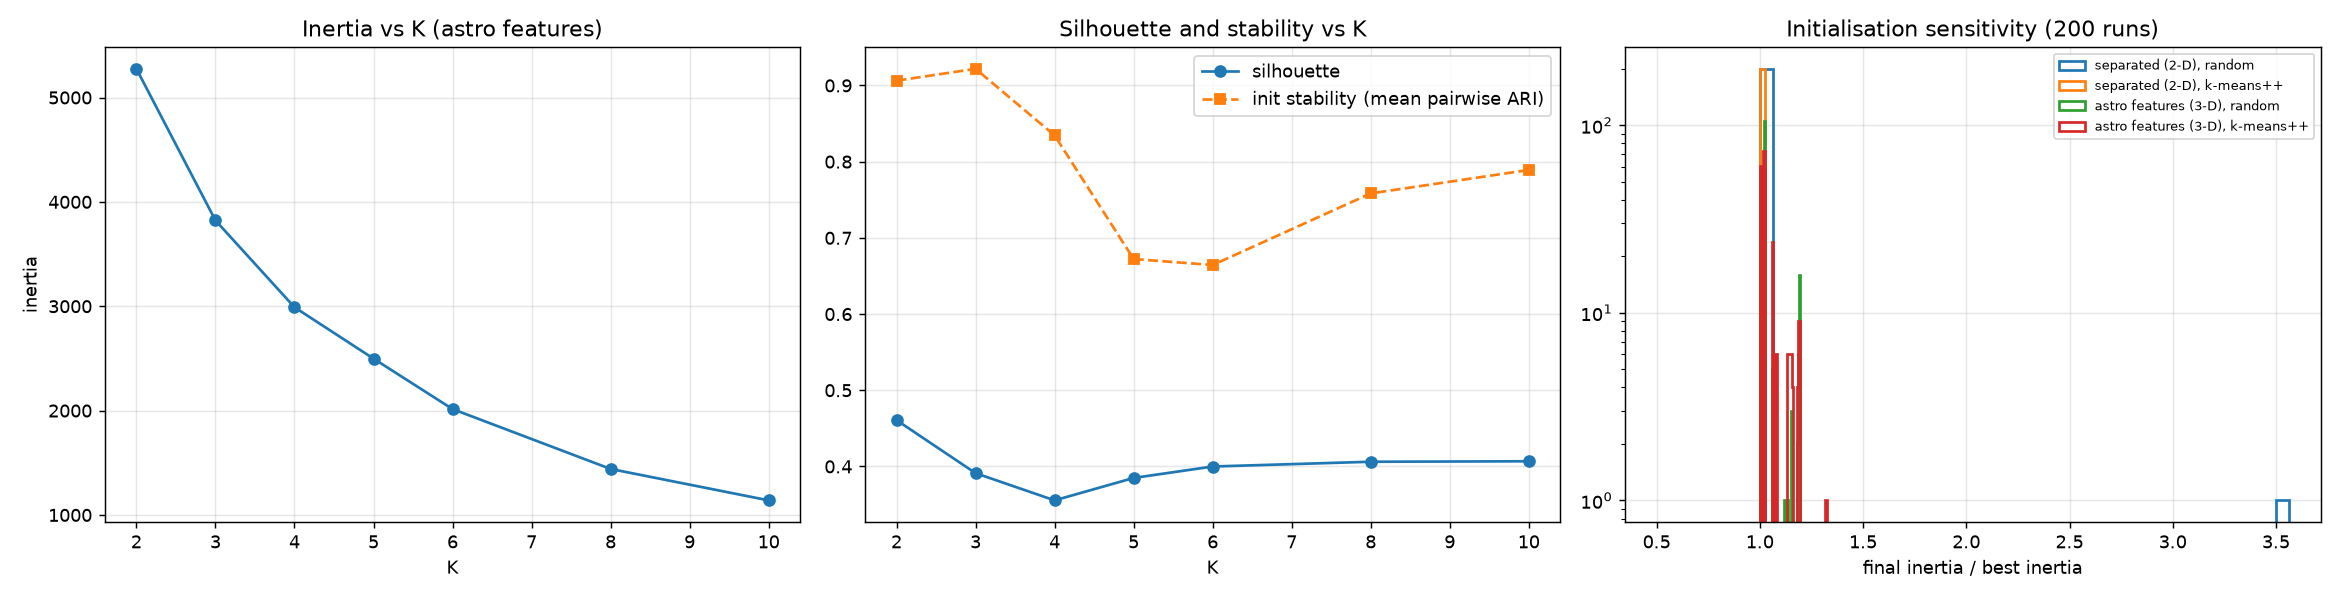 Inertia vs K (astro features)
inertia
5000
4000
3000
2000
1000
2 3 4 5 6 7 8 9 10
K
Silhouette and stability vs K
silhouette
init stability (mean pairwise ARI)
0.9
0.8
0.7
0.6
0.5
0.4
2 3 4 5 6 7 8 9 10
K
Initialisation sensitivity (200 runs)
separated (2-D), random
separated (2-D), k-means++
astro features (3-D), random
astro features (3-D), k-means++
10²
10¹
10⁰
0.5 1.0 1.5 2.0 2.5 3.0 3.5
final inertia / best inertia